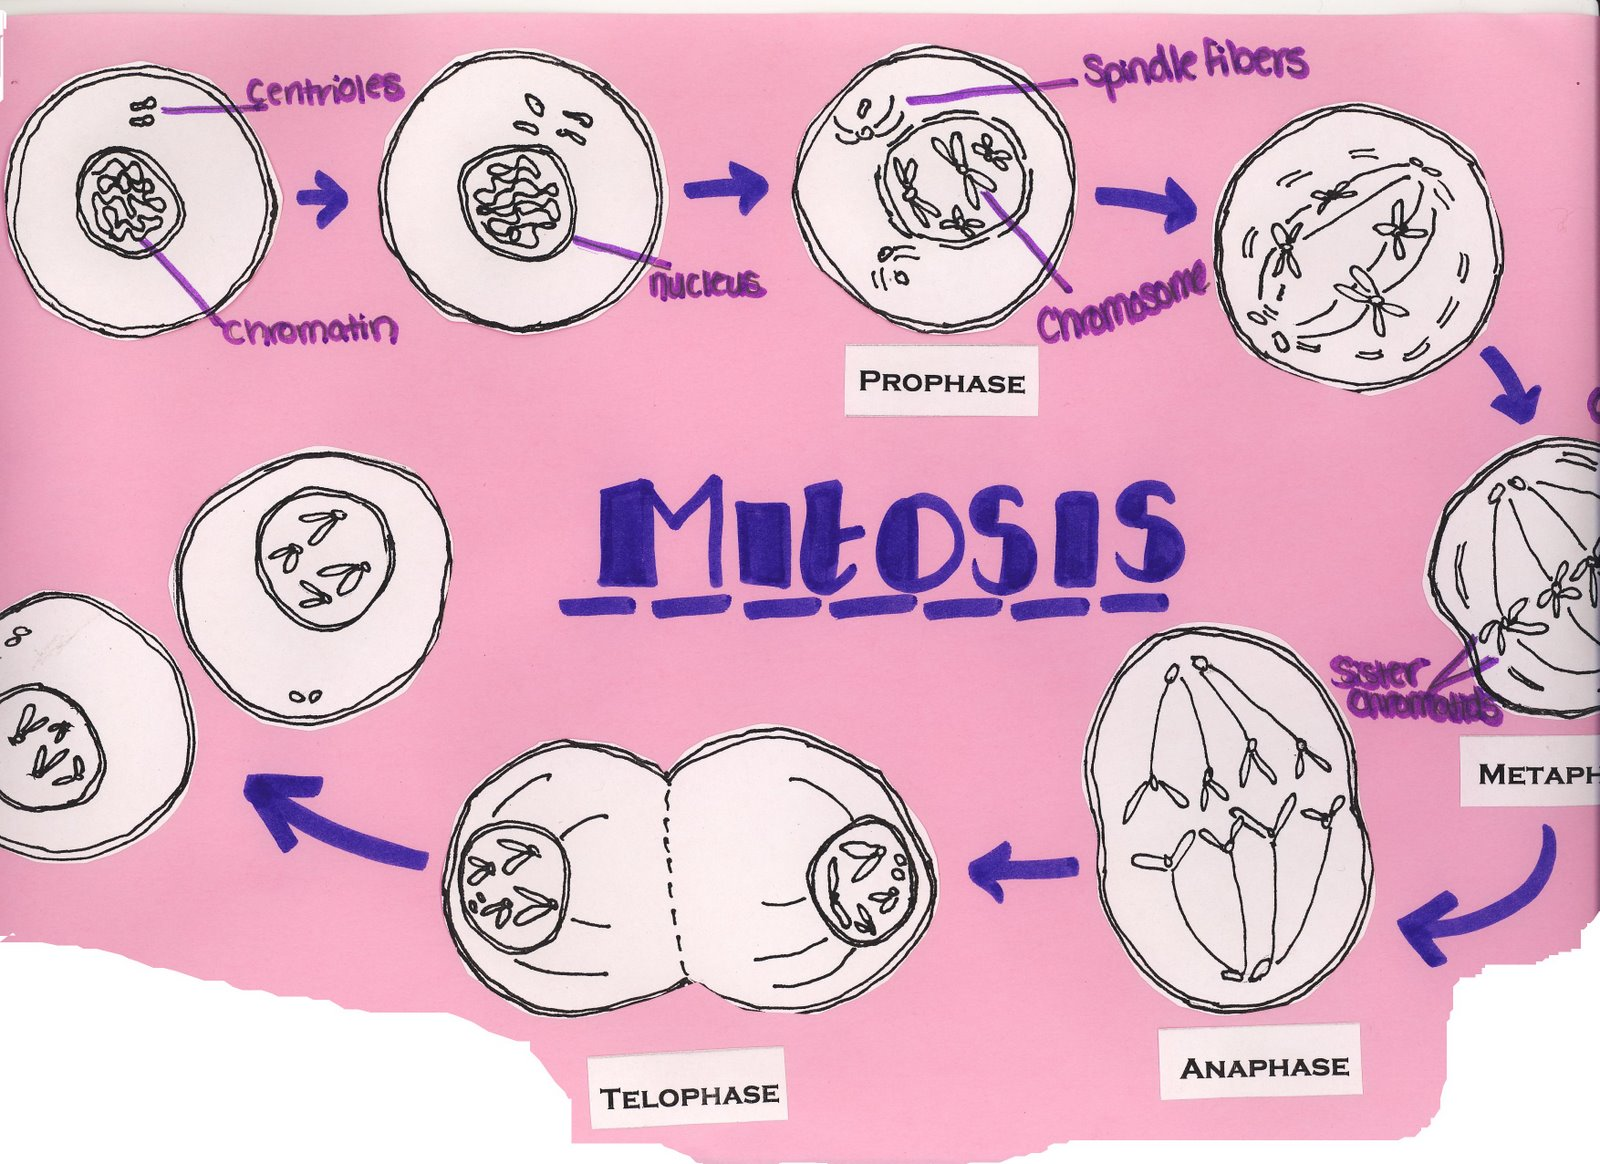 Centrioles
Spindle fibers
nucleus
Chromosome
Chromatin
PROPHASE
MITOSIS
Sister
Chromatids
METAPH
ANAPHASE
TELOPHASE